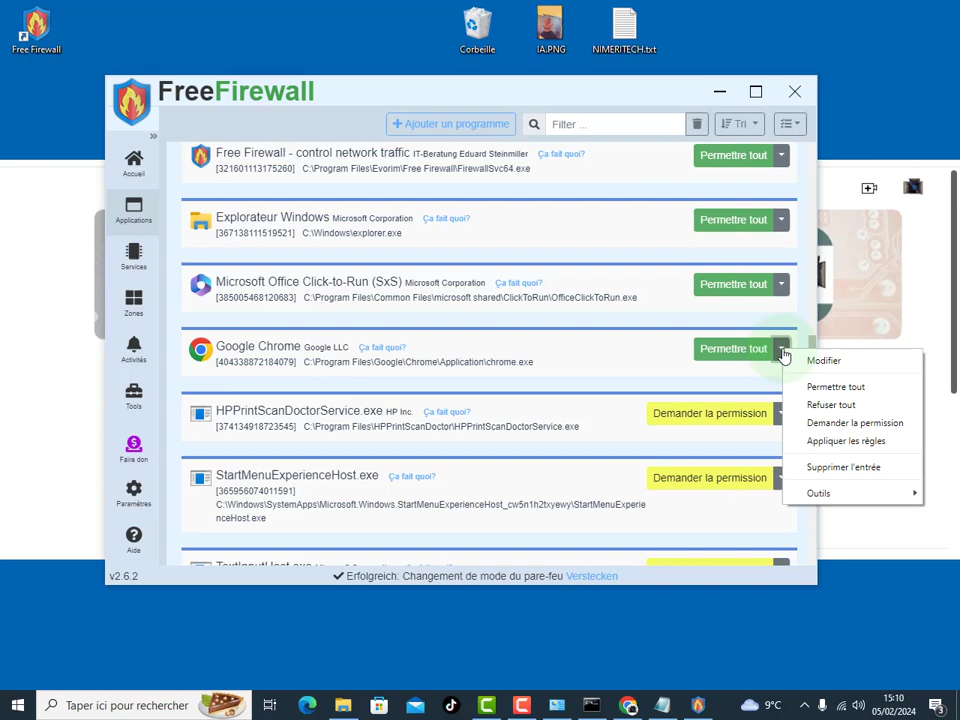 Free Firewall
Corbeille
IA.PNG
NIMERITECH.txt
FreeFirewall
Ajouter un programme
Filter ...
Tri
Accueil
Applications
Services
Zones
Activités
Tools
Faire don
Paramètres
Aide
v2.6.2
Free Firewall - control network traffic IT-Beratung Eduard Steinmiller Ça fait quoi?
[321601113175260] C:\Program Files\Evorim\Free Firewall\FirewallSvc64.exe
Permettre tout
Explorateur Windows Microsoft Corporation Ça fait quoi?
[367138111519521] C:\Windows\explorer.exe
Permettre tout
Microsoft Office Click-to-Run (SxS) Microsoft Corporation Ça fait quoi?
[385005468120683] C:\Program Files\Common Files\microsoft shared\ClickToRun\OfficeClickToRun.exe
Permettre tout
Google Chrome Google LLC Ça fait quoi?
[404338872184079] C:\Program Files\Google\Chrome\Application\chrome.exe
Permettre tout
HPPrintScanDoctorService.exe HP Inc. Ça fait quoi?
[374134918723545] C:\Program Files\HPPrintScanDoctor\HPPrintScanDoctorService.exe
Demander la permission
StartMenuExperienceHost.exe Ça fait quoi?
[365956074011591]
C:\Windows\SystemApps\Microsoft.Windows.StartMenuExperienceHost_cw5n1h2txyewy\StartMenuExperie
nceHost.exe
Demander la permission
Modifier
Permettre tout
Refuser tout
Demander la permission
Appliquer les règles
Supprimer l'entrée
Outils
Erfolgreich: Changement de mode du pare-feu Verstecken
Taper ici pour rechercher
9°C
15:10
05/02/2024
3